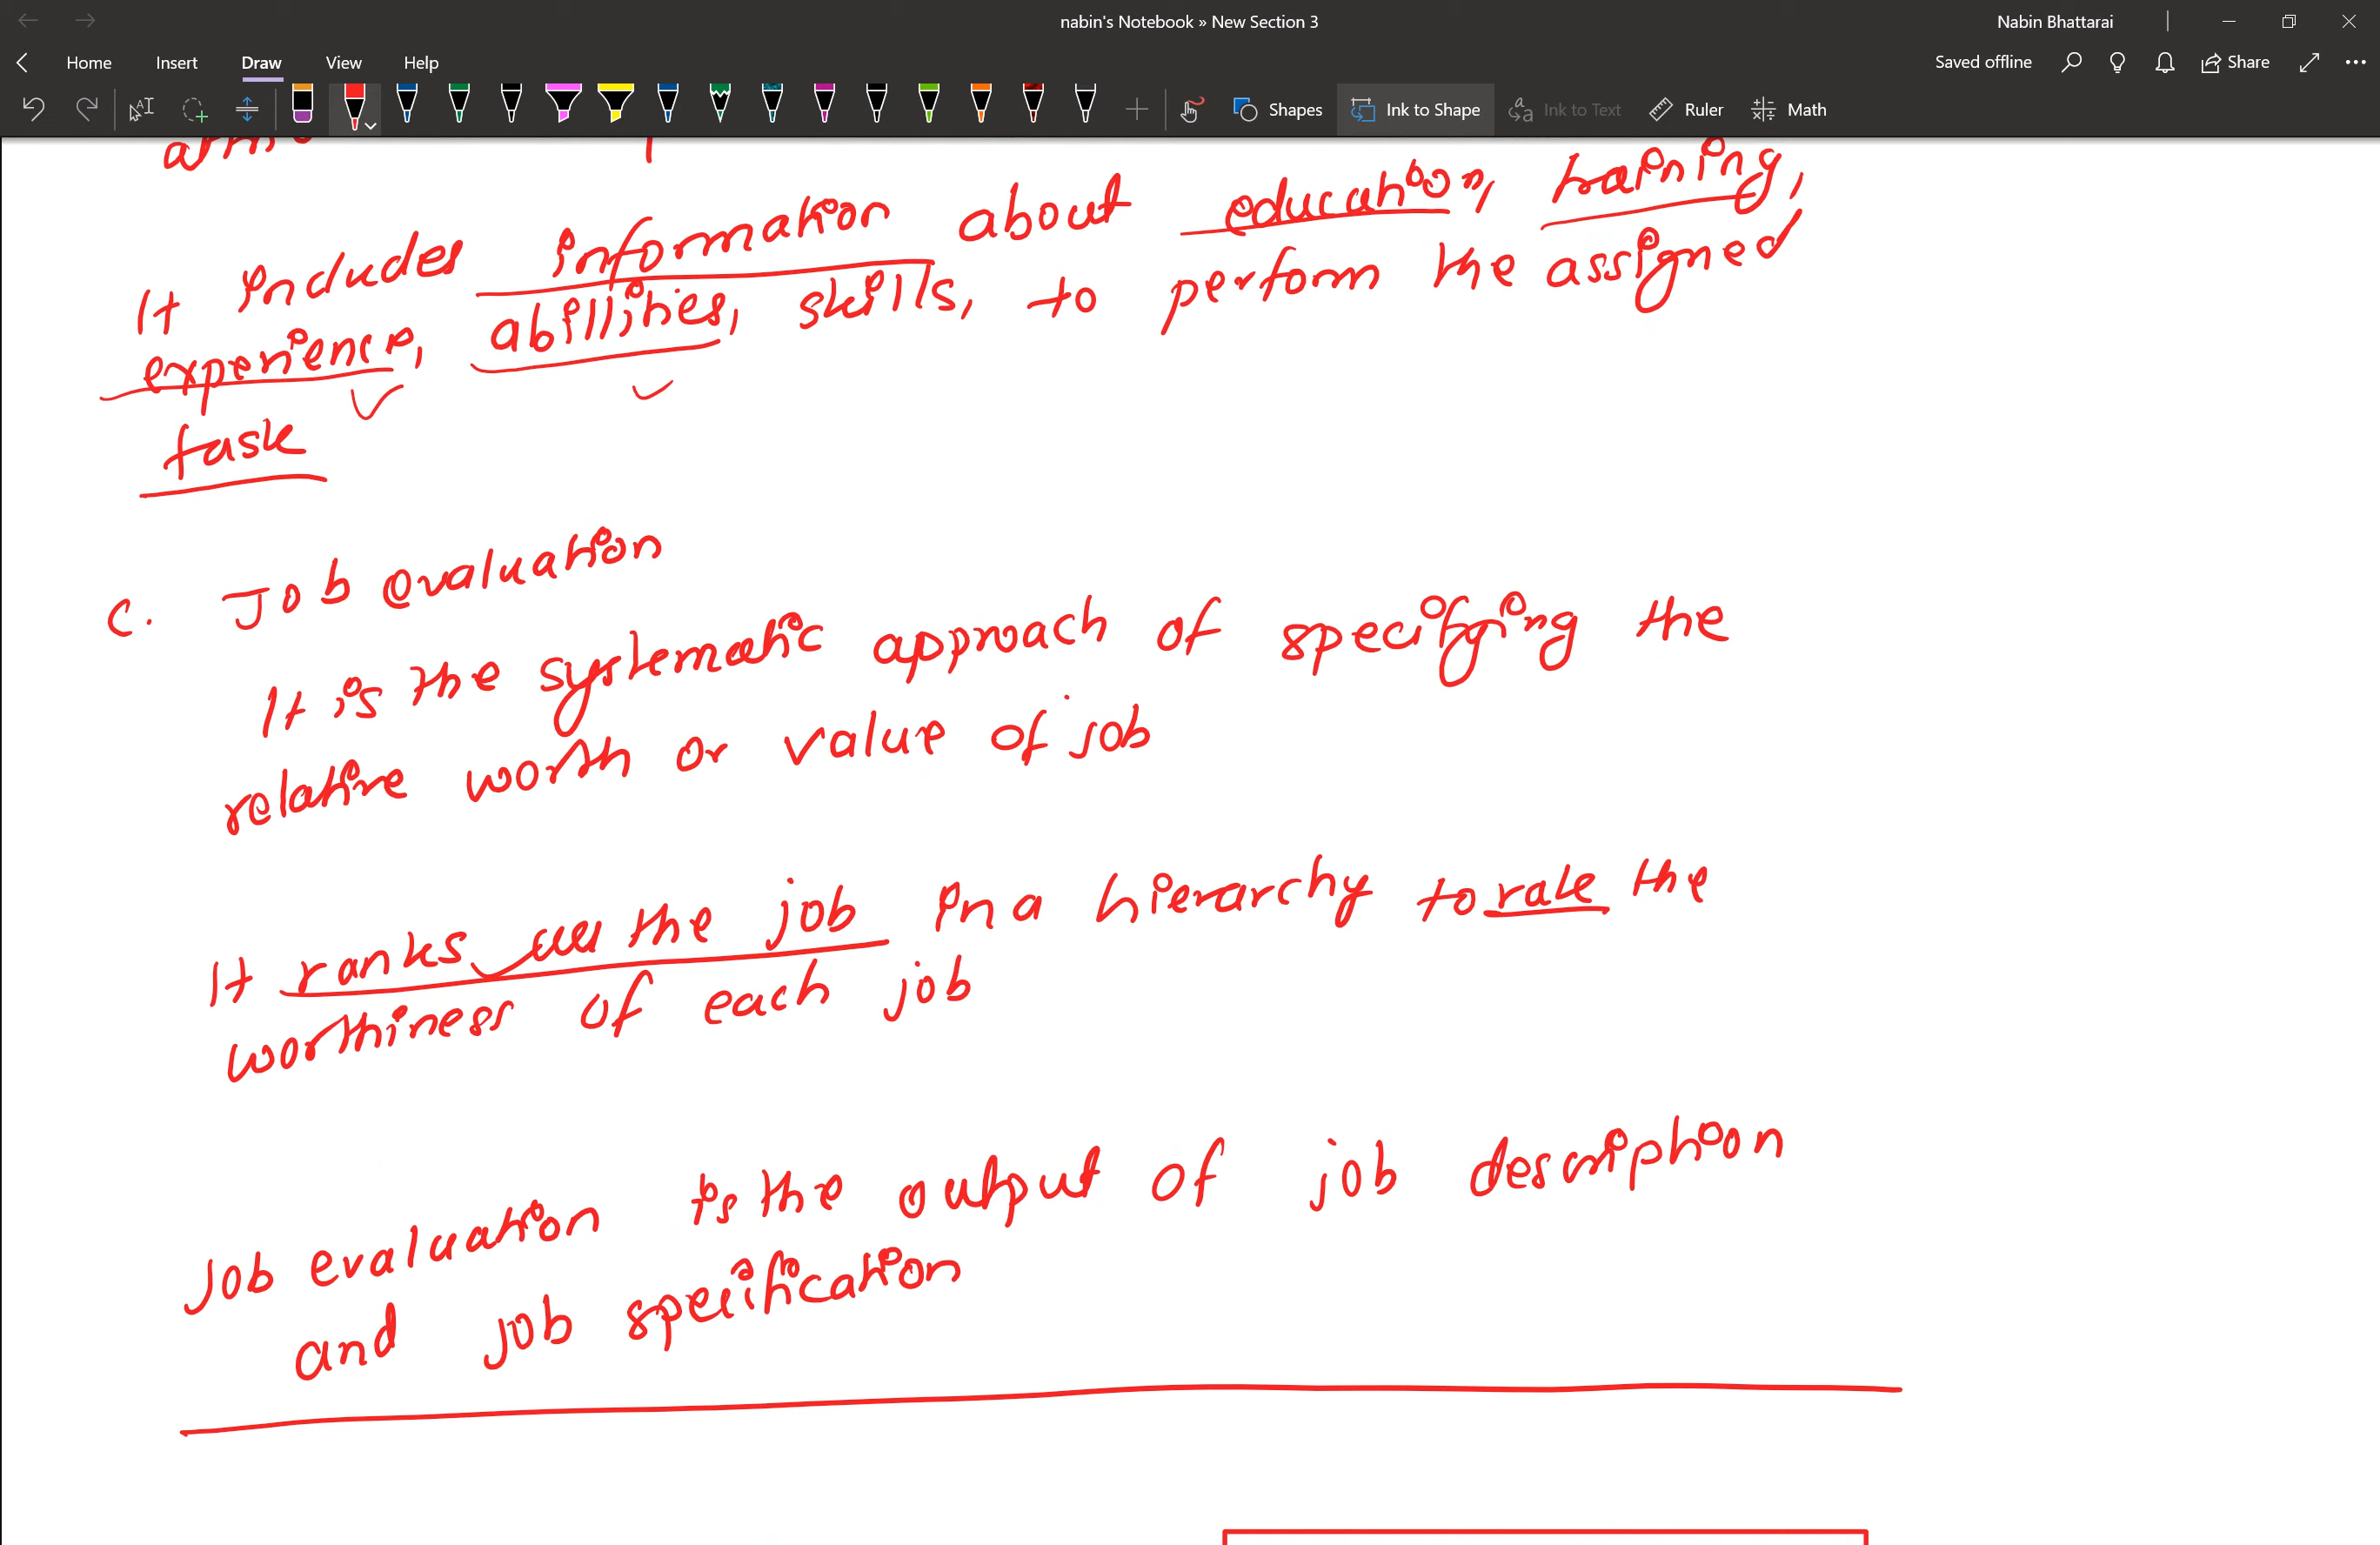 nabin's Notebook » New Section 3
Nabin Bhattarai
Home Insert Draw View Help
Saved offline
Share
Shapes
Ink to Shape
Ink to Text
Ruler
Math
It includes information about education, training,
experience, abilities, skills, to perform the assigned
task
C. Job evaluation
It is the systematic approach of specifying the
relative worth or value of job
It ranks all the job in a hierarchy to rate the
worthiness of each job
Job evaluation is the output of job description
and job specification